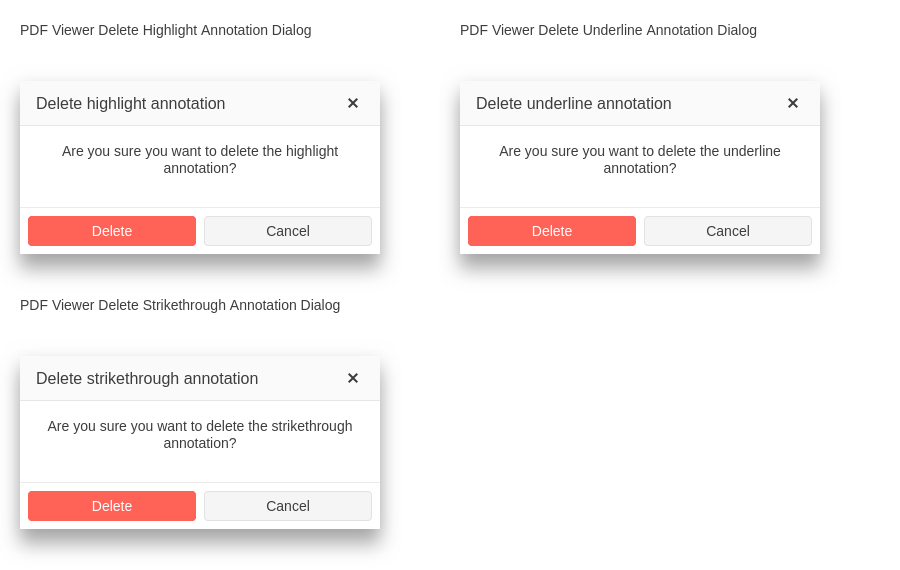 PDF Viewer Delete Highlight Annotation Dialog
Delete highlight annotation
Are you sure you want to delete the highlight
annotation?
Delete
Cancel
PDF Viewer Delete Underline Annotation Dialog
Delete underline annotation
Are you sure you want to delete the underline
annotation?
Delete
Cancel
PDF Viewer Delete Strikethrough Annotation Dialog
Delete strikethrough annotation
Are you sure you want to delete the strikethrough
annotation?
Delete
Cancel